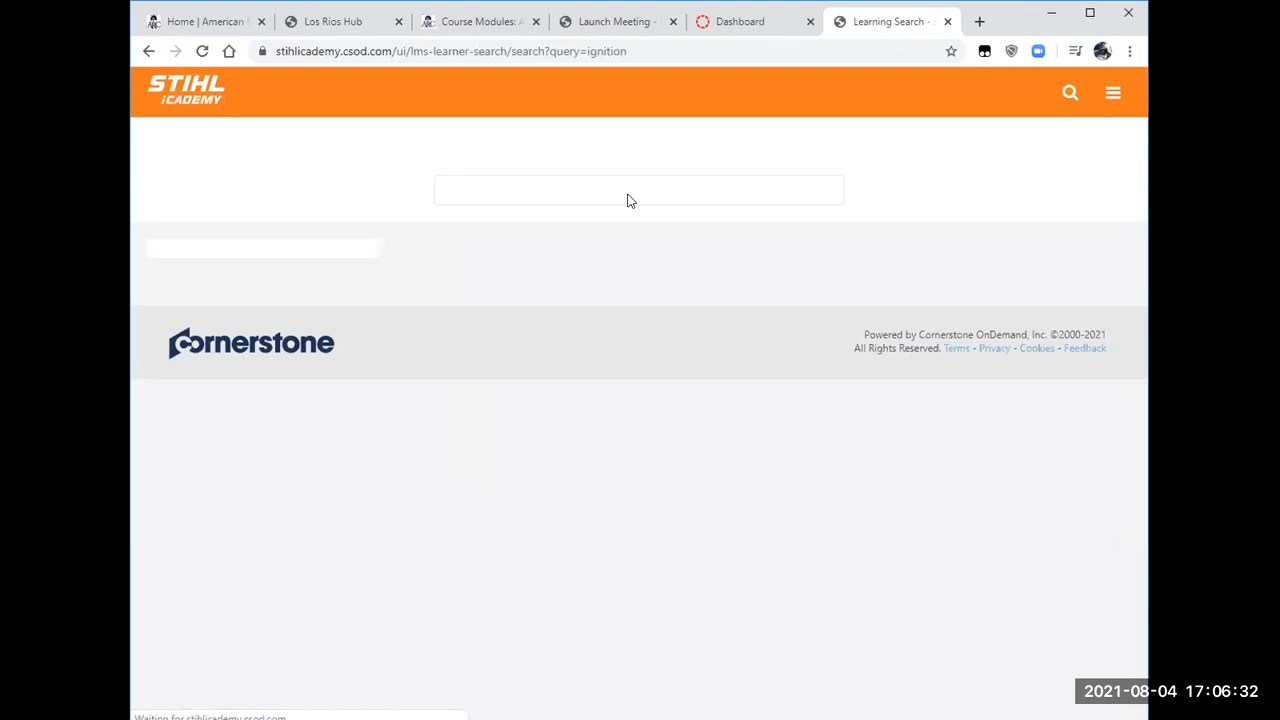 Home | American
Los Rios Hub
Course Modules: A
Launch Meeting -
Dashboard
Learning Search -
stihlicademy.csod.com/ui/lms-learner-search/search?query=ignition
STIHL
iCADEMY
cornerstone
Powered by Cornerstone OnDemand, Inc. ©2000-2021
All Rights Reserved. Terms - Privacy - Cookies - Feedback
Waiting for stihlicademy.csod.com
2021-08-04 17:06:32